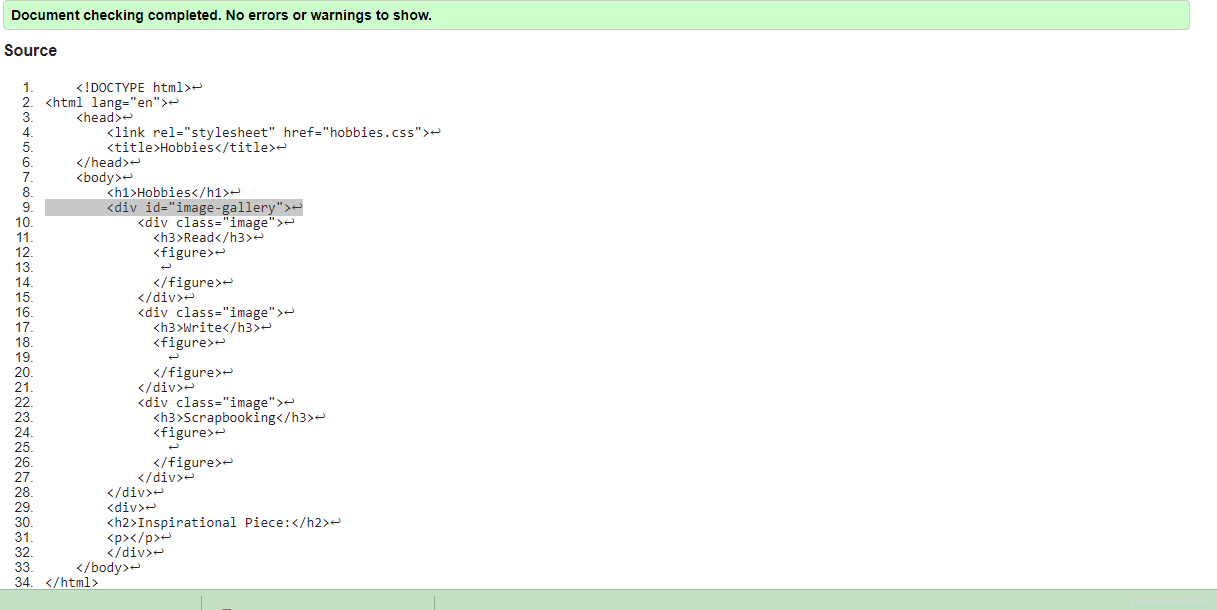 Document checking completed. No errors or warnings to show.
Source
1. <!DOCTYPE html>↩
2. <html lang="en">↩
3. <head>↩
4. <link rel="stylesheet" href="hobbies.css">↩
5. <title>Hobbies</title>↩
6. </head>↩
7. <body>↩
8. <h1>Hobbies</h1>↩
9. <div id="image-gallery">↩
10. <div class="image">↩
11. <h3>Read</h3>↩
12. <figure>↩
13. ↩
14. </figure>↩
15. </div>↩
16. <div class="image">↩
17. <h3>Write</h3>↩
18. <figure>↩
19. ↩
20. </figure>↩
21. </div>↩
22. <div class="image">↩
23. <h3>Scrapbooking</h3>↩
24. <figure>↩
25. ↩
26. </figure>↩
27. </div>↩
28. </div>↩
29. <div>↩
30. <h2>Inspirational Piece:</h2>↩
31. <p></p>↩
32. </div>↩
33. </body>↩
34. </html>